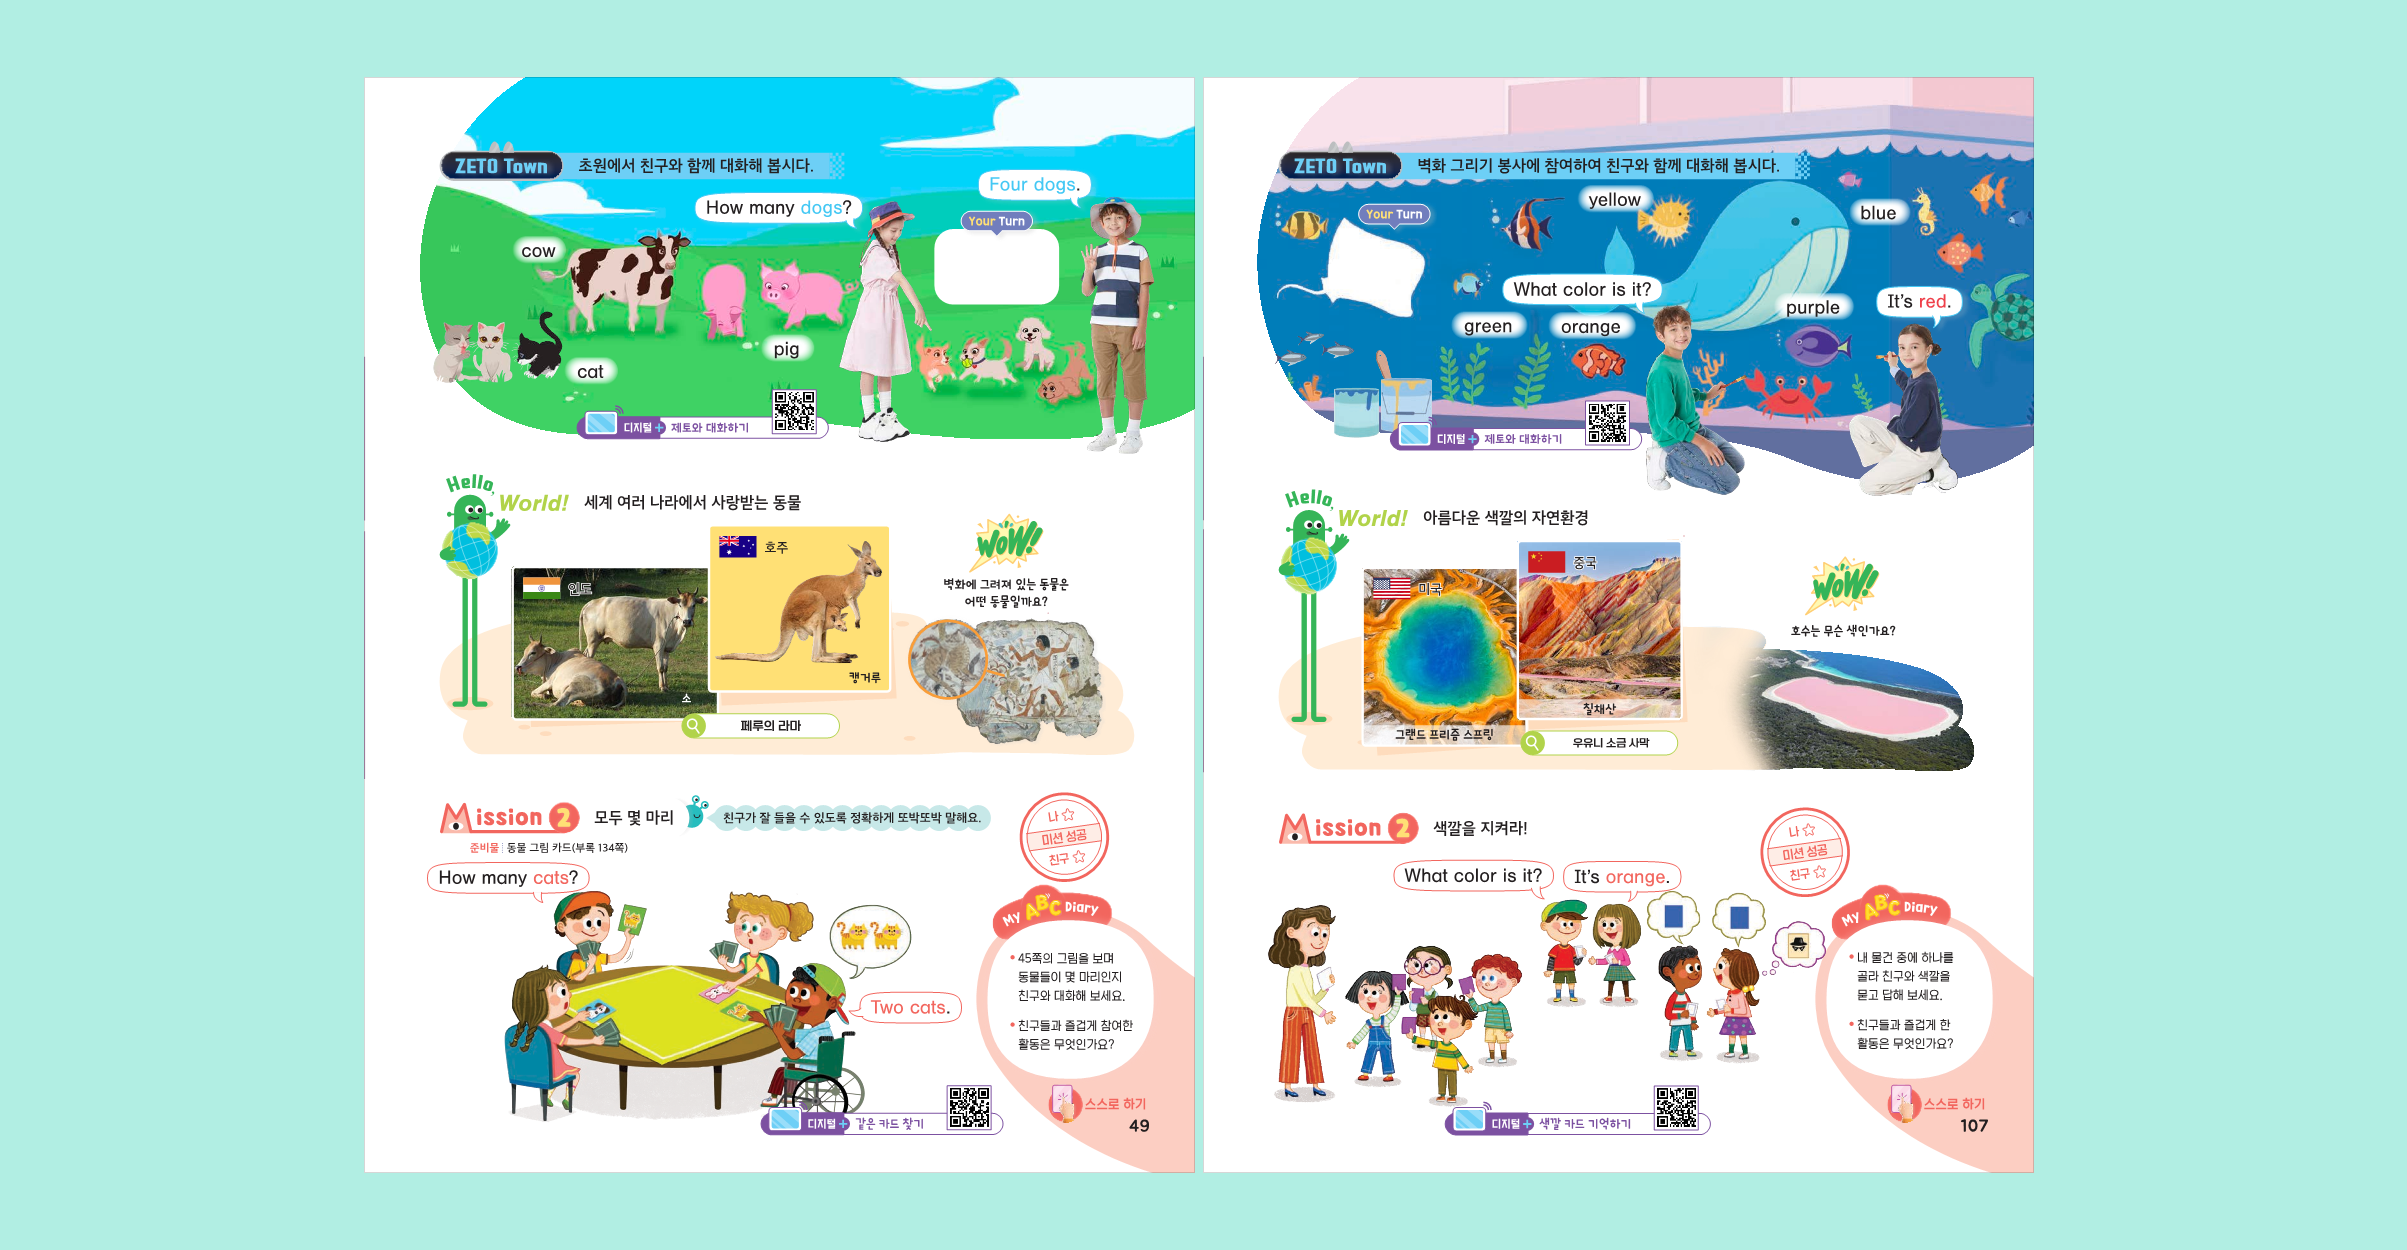 ZETO Town 초원에서 친구와 함께 대화해 봅시다.
How many dogs?
Four dogs.
Your Turn
cow
pig
cat
디지털+ 제토와 대화하기
Hello, World! 세계 여러 나라에서 사랑받는 동물
인도
소
호주
캥거루
페루의 라마
WOW!
벽화에 그려져 있는 동물은
어떤 동물일까요?
Mission 2 모두 몇 마리
친구가 잘 들을 수 있도록 정확하게 또박또박 말해요.
준비물 동물 그림 카드(부록 134쪽)
나
미션 성공
친구
How many cats?
Two cats.
My ABC Diary
• 45쪽의 그림을 보며
동물들이 몇 마리인지
친구와 대화해 보세요.
• 친구들과 즐겁게 참여한
활동은 무엇인가요?
디지털+ 같은 카드 찾기
스스로 하기
49
ZETO Town 벽화 그리기 봉사에 참여하여 친구와 함께 대화해 봅시다.
Your Turn
yellow
blue
What color is it?
green
orange
purple
It's red.
디지털+ 제토와 대화하기
Hello, World! 아름다운 색깔의 자연환경
미국
그랜드 프리즘 스프링
중국
칠채산
우유니 소금 사막
WOW!
호수는 무슨 색인가요?
Mission 2 색깔을 지켜라!
나
미션 성공
친구
What color is it?
It's orange.
My ABC Diary
• 내 물건 중에 하나를
골라 친구와 색깔을
묻고 답해 보세요.
• 친구들과 즐겁게 한
활동은 무엇인가요?
디지털+ 색깔 카드 기억하기
스스로 하기
107